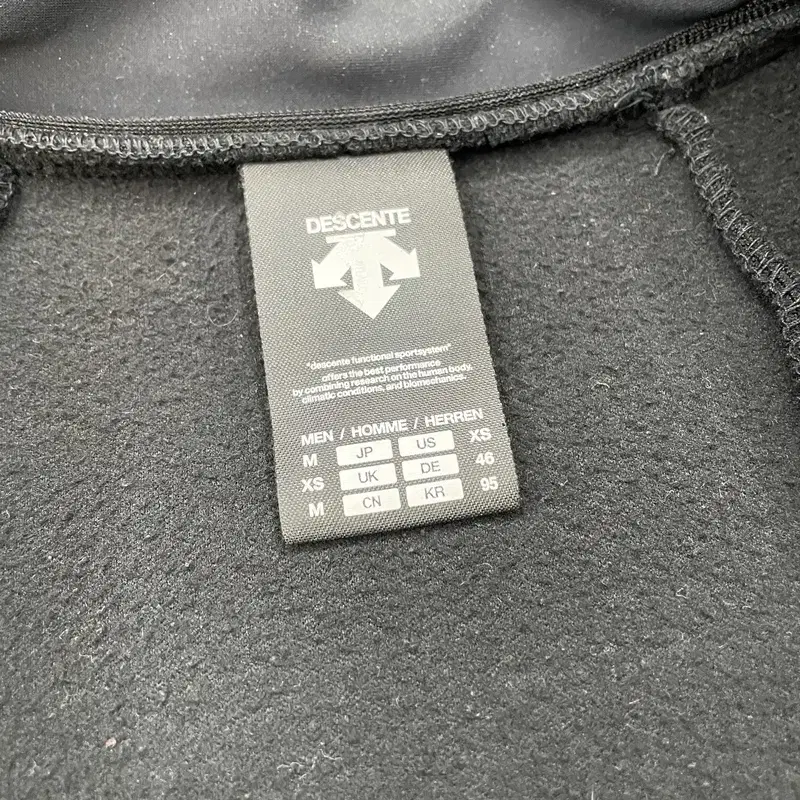 DESCENTE
"descente functional sportsystem"
offers the best performance
by combining research on the human body,
climatic conditions, and biomechanics.
MEN / HOMME / HERREN
M JP US XS
XS UK DE 46
M CN KR 95